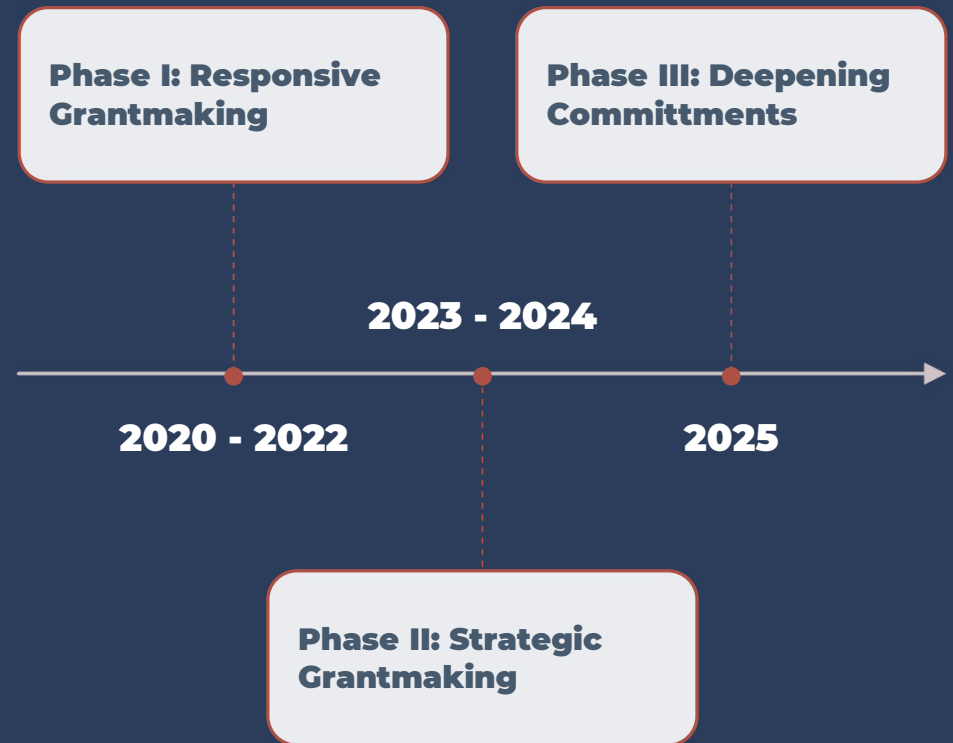 Phase I: Responsive
Grantmaking
Phase III: Deepening
Committments
2023 - 2024
2020 - 2022
2025
Phase II: Strategic
Grantmaking